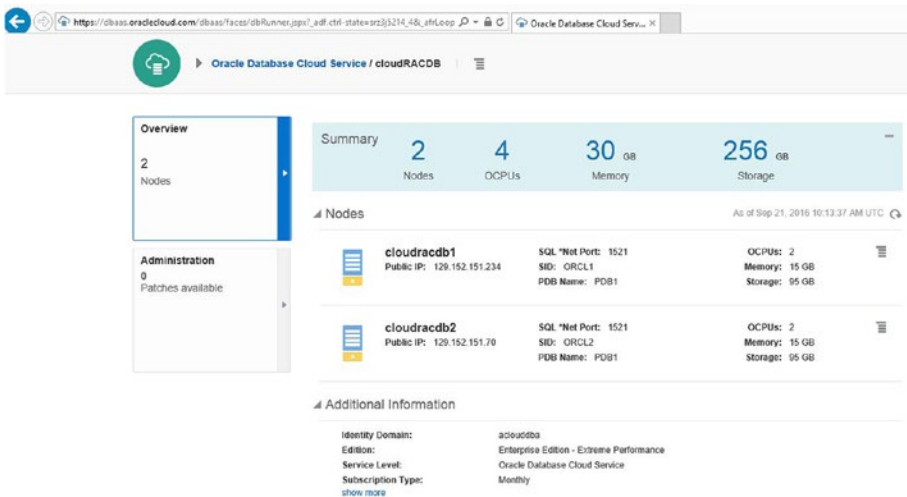 https://dbaas.oraclecloud.com/dbaas/faces/dbRunner.jspx?_adf.ctrl-state=srz3j5214_4&_afrLoop
Oracle Database Cloud Serv...
Oracle Database Cloud Service / cloudRACDB
Overview
2
Nodes
Administration
0
Patches available
Summary
2
Nodes
4
OCPUs
30 GB
Memory
256 GB
Storage
Nodes
As of Sep 21, 2016 10:13:37 AM UTC
cloudracdb1
Public IP: 129.152.151.234
SQL *Net Port: 1521
SID: ORCL1
PDB Name: PDB1
OCPUs: 2
Memory: 15 GB
Storage: 95 GB
cloudracdb2
Public IP: 129.152.151.70
SQL *Net Port: 1521
SID: ORCL2
PDB Name: PDB1
OCPUs: 2
Memory: 15 GB
Storage: 95 GB
Additional Information
Identity Domain: aclouddba
Edition: Enterprise Edition - Extreme Performance
Service Level: Oracle Database Cloud Service
Subscription Type: Monthly
show more